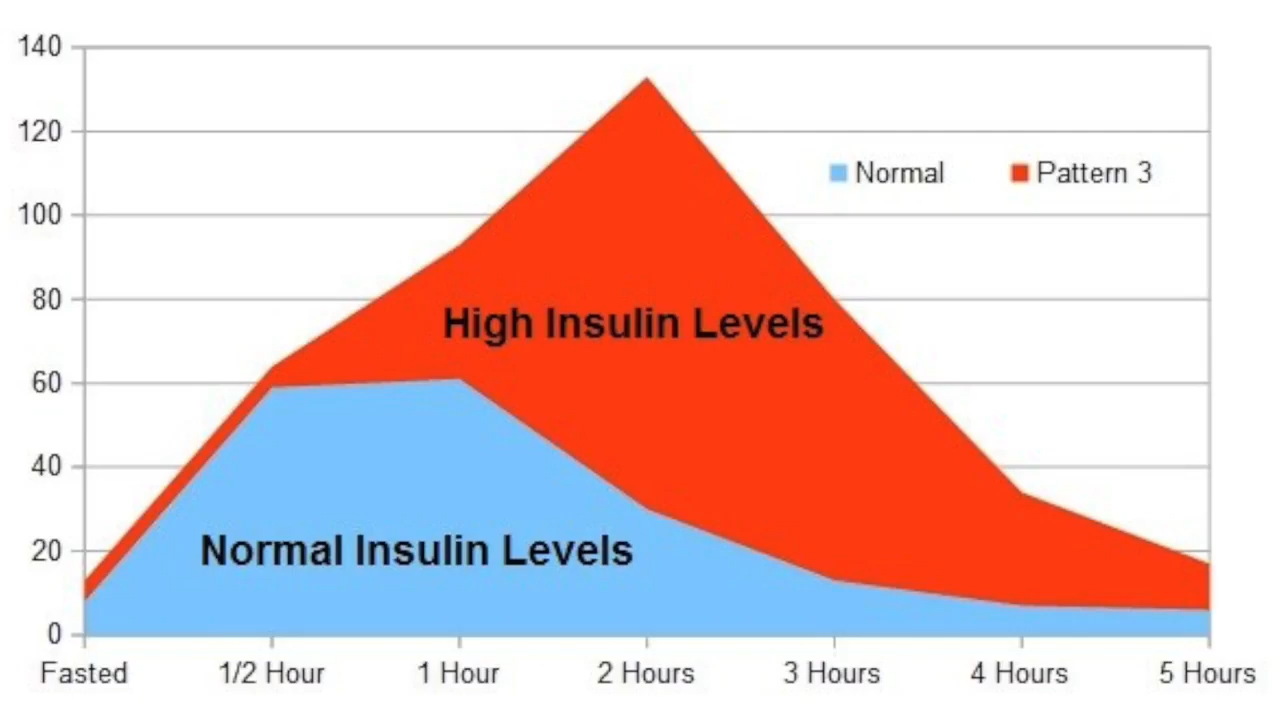 140
120
100
80
60
40
20
0
Normal Pattern 3
High Insulin Levels
Normal Insulin Levels
Fasted 1/2 Hour 1 Hour 2 Hours 3 Hours 4 Hours 5 Hours